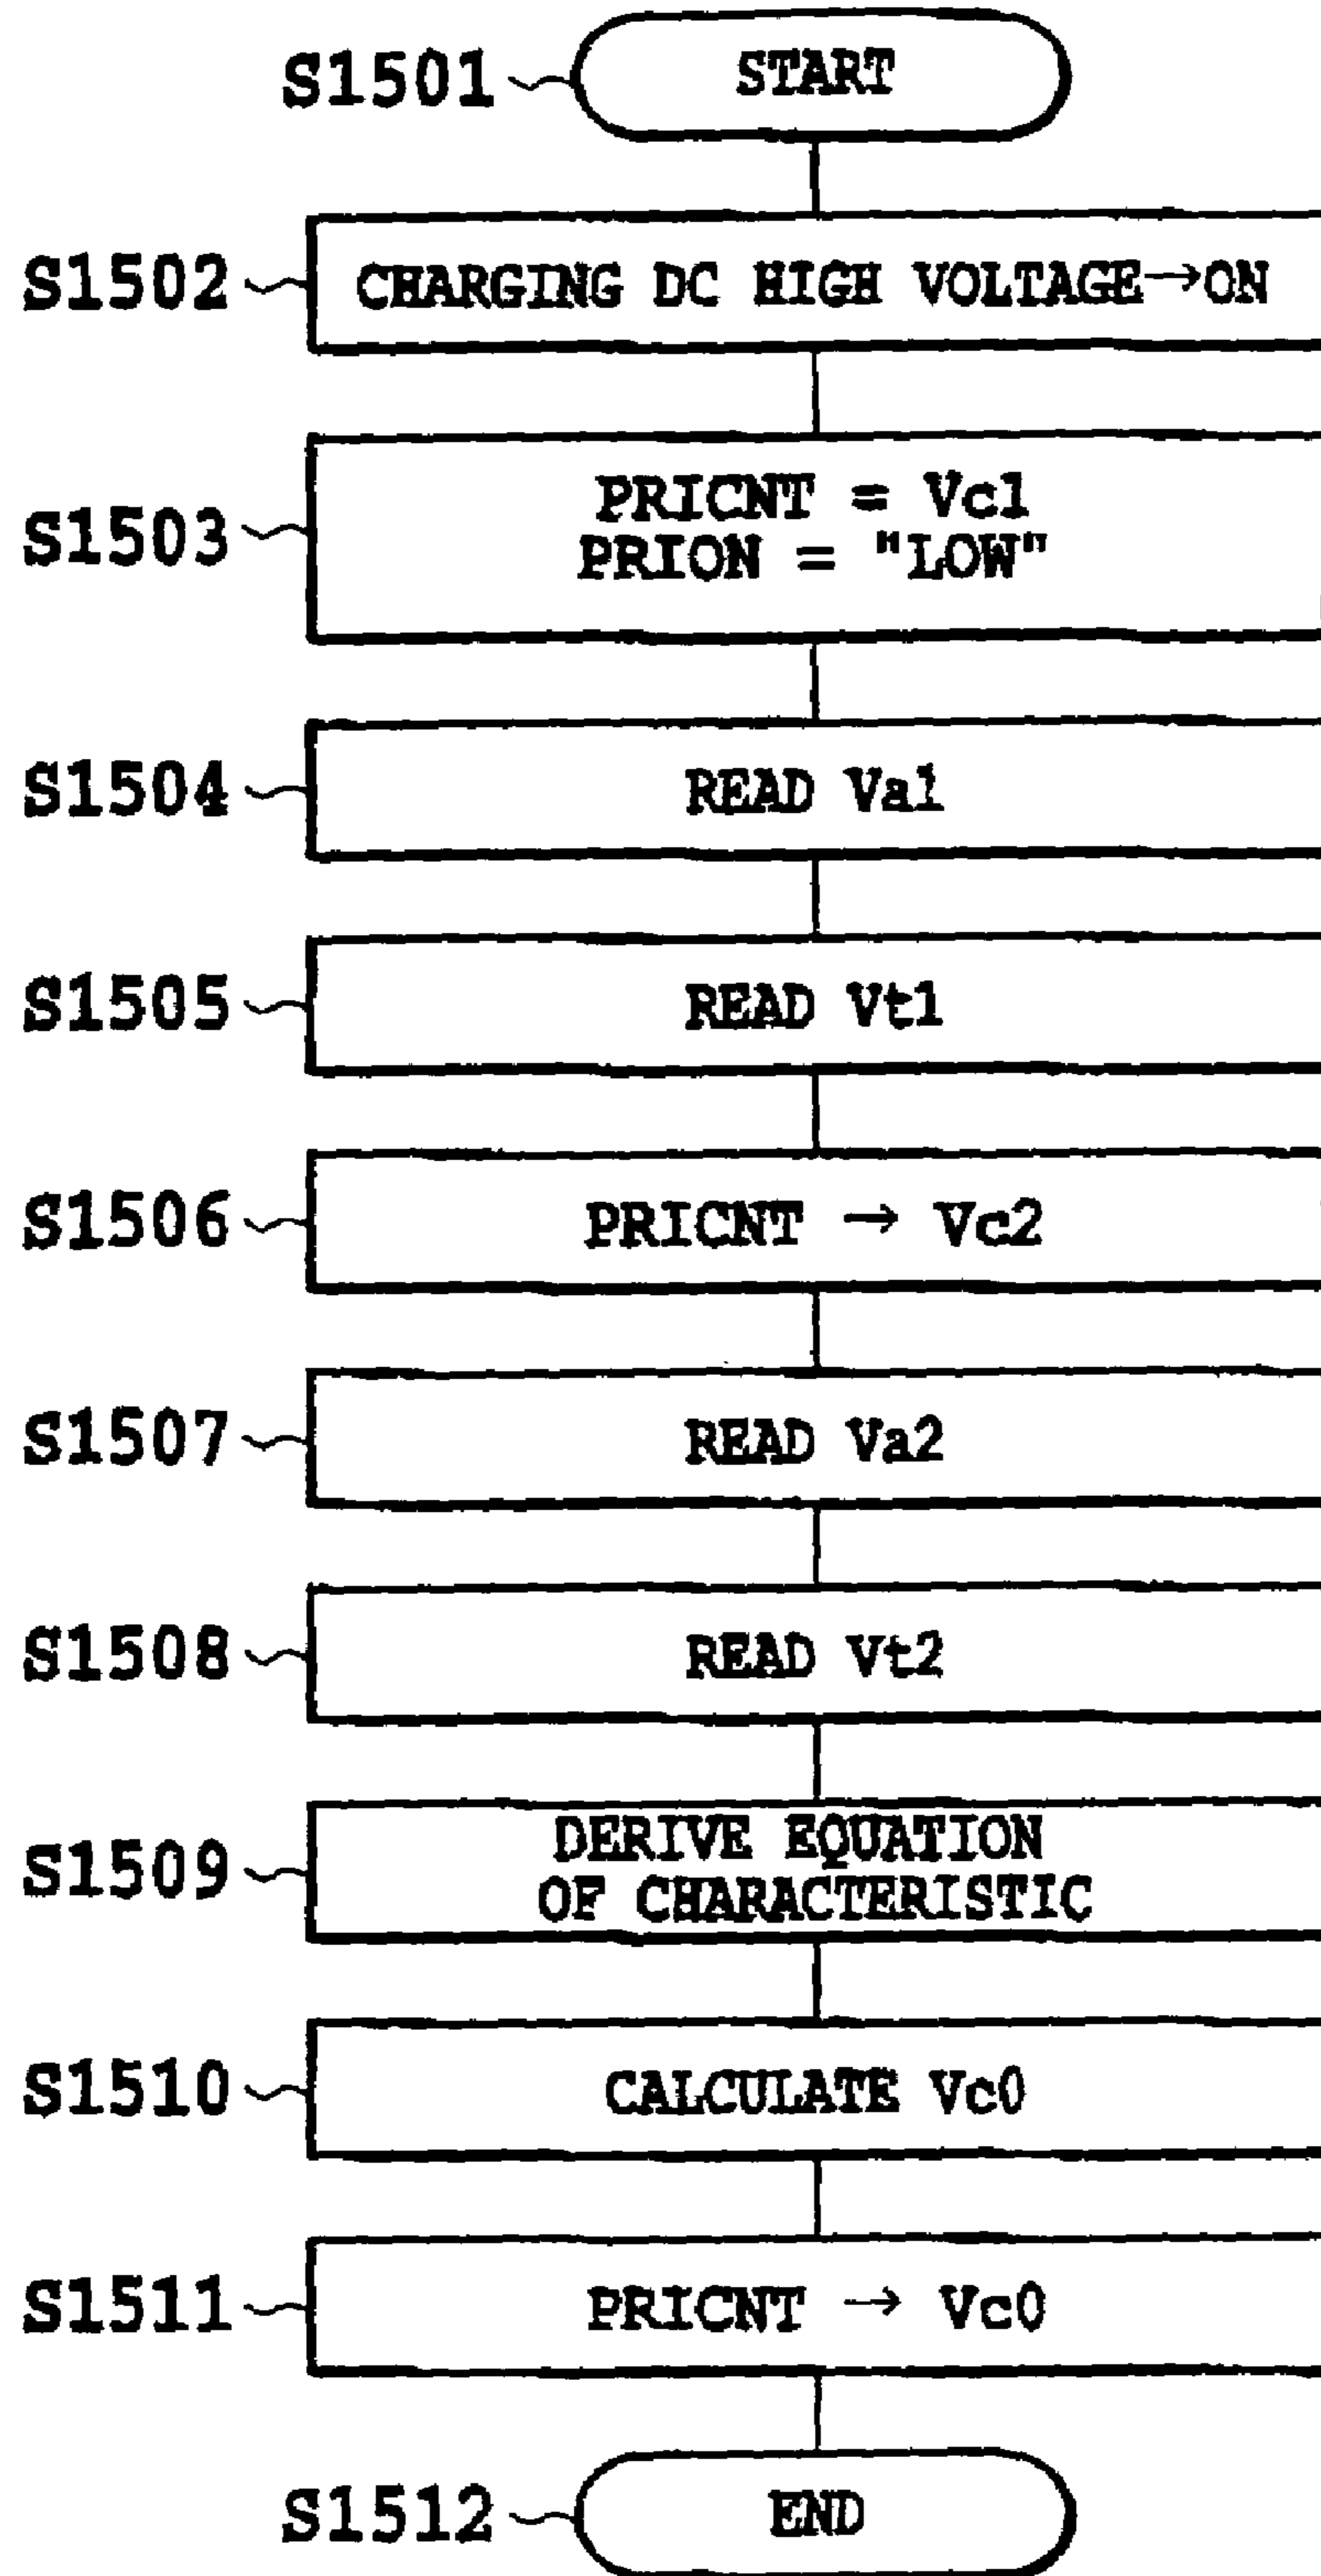 S1501 START
S1502 CHARGING DC HIGH VOLTAGE→ON
S1503 PRICNT = Vc1
PRION = "LOW"
S1504 READ Va1
S1505 READ Vt1
S1506 PRICNT → Vc2
S1507 READ Va2
S1508 READ Vt2
S1509 DERIVE EQUATION
OF CHARACTERISTIC
S1510 CALCULATE Vc0
S1511 PRICNT → Vc0
S1512 END